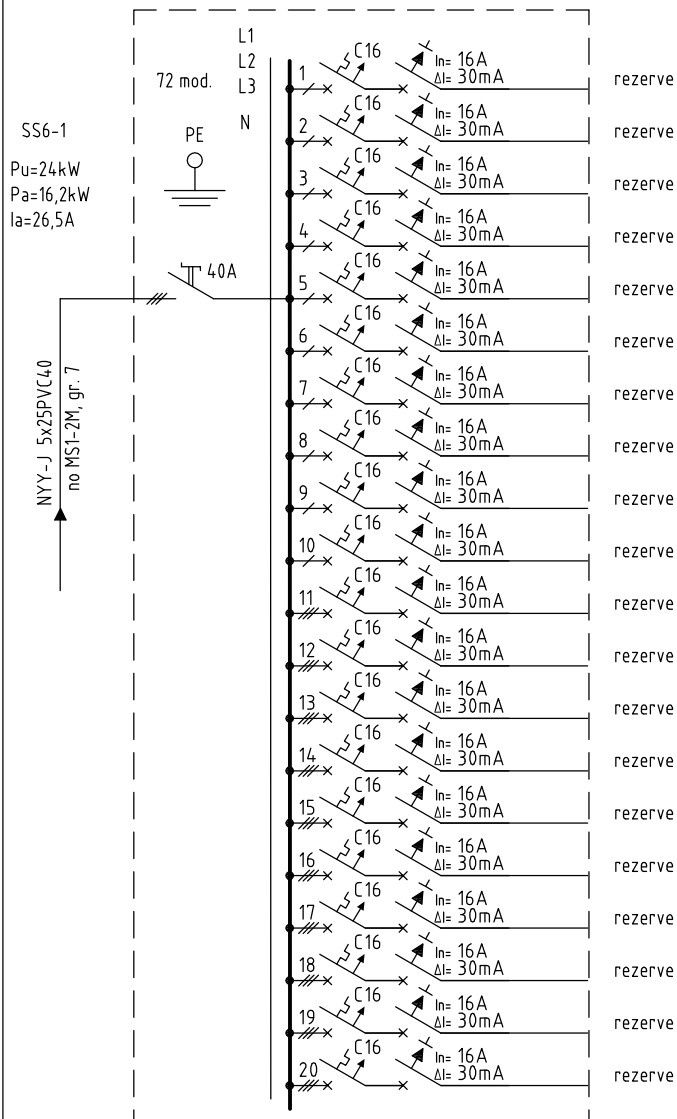 L1
L2
L3
N
72 mod.
PE
SS6-1
Pu=24kW
Pa=16,2kW
Ia=26,5A
40A
NYY-J 5x25PVC40
no MS1-2M, gr. 7
1 C16 In= 16A
ΔI= 30mA rezerve
2 C16 In= 16A
ΔI= 30mA rezerve
3 C16 In= 16A
ΔI= 30mA rezerve
4 C16 In= 16A
ΔI= 30mA rezerve
5 C16 In= 16A
ΔI= 30mA rezerve
6 C16 In= 16A
ΔI= 30mA rezerve
7 C16 In= 16A
ΔI= 30mA rezerve
8 C16 In= 16A
ΔI= 30mA rezerve
9 C16 In= 16A
ΔI= 30mA rezerve
10 C16 In= 16A
ΔI= 30mA rezerve
11 C16 In= 16A
ΔI= 30mA rezerve
12 C16 In= 16A
ΔI= 30mA rezerve
13 C16 In= 16A
ΔI= 30mA rezerve
14 C16 In= 16A
ΔI= 30mA rezerve
15 C16 In= 16A
ΔI= 30mA rezerve
16 C16 In= 16A
ΔI= 30mA rezerve
17 C16 In= 16A
ΔI= 30mA rezerve
18 C16 In= 16A
ΔI= 30mA rezerve
19 C16 In= 16A
ΔI= 30mA rezerve
20 C16 In= 16A
ΔI= 30mA rezerve